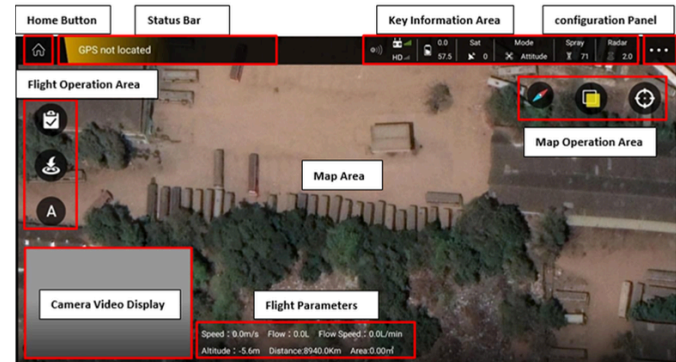 Home Button
Status Bar
Key Information Area
configuration Panel
GPS not located
HD
0.0
57.5
Sat
0
Mode
Attitude
Spray
71
Radar
2.0
Flight Operation Area
Map Operation Area
Map Area
A
Camera Video Display
Flight Parameters
Speed : 0.0m/s Flow : 0.0L Flow Speed : 0.0L/min
Altitude : -5.6m Distance:8940.0Km Area:0.00㎡